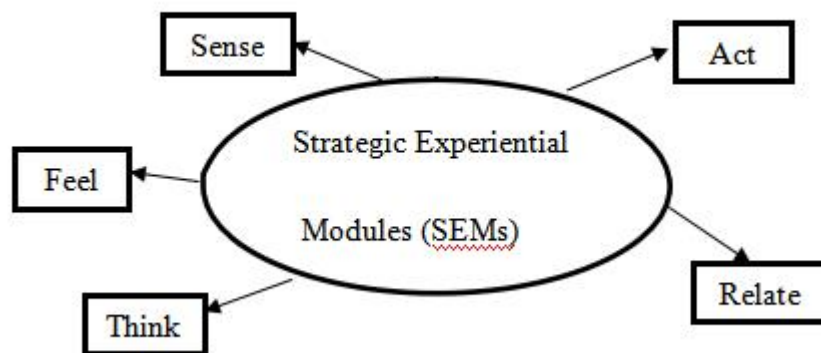 Sense
Act
Strategic Experiential
Feel
Modules (SEMs)
Relate
Think